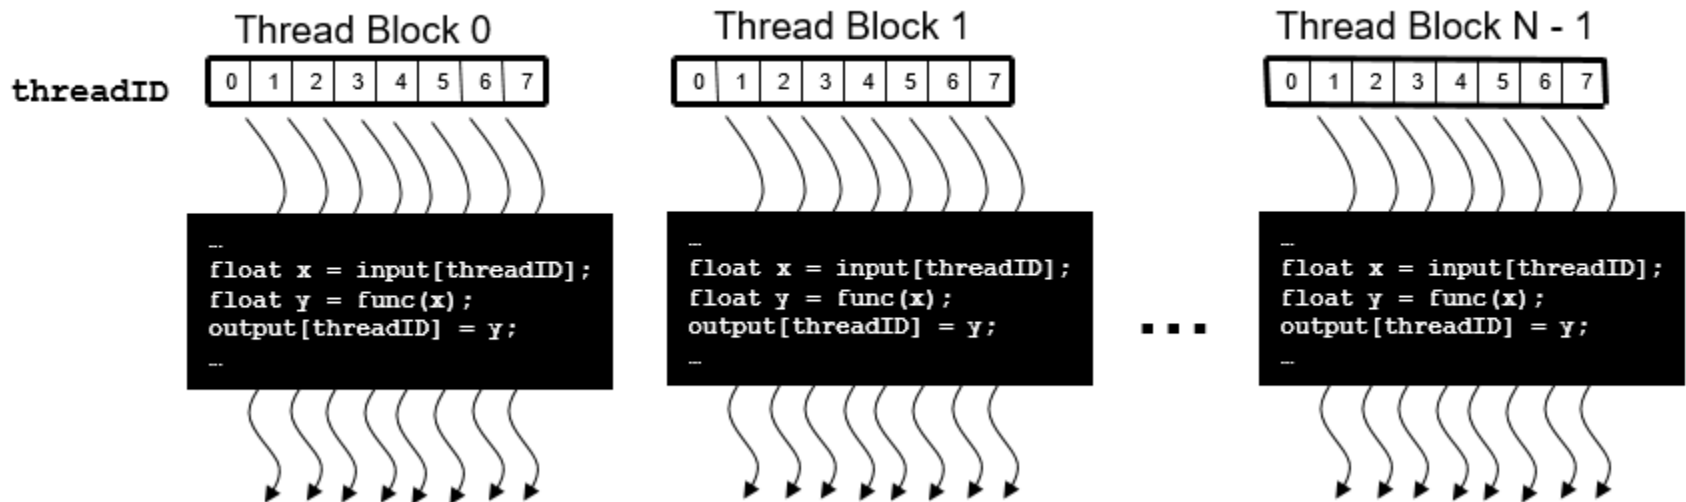 Thread Block 0
Thread Block 1
Thread Block N - 1
threadID
0 1 2 3 4 5 6 7
0 1 2 3 4 5 6 7
0 1 2 3 4 5 6 7
…
float x = input[threadID];
float y = func(x);
output[threadID] = y;
…
…
float x = input[threadID];
float y = func(x);
output[threadID] = y;
…
...
…
float x = input[threadID];
float y = func(x);
output[threadID] = y;
…